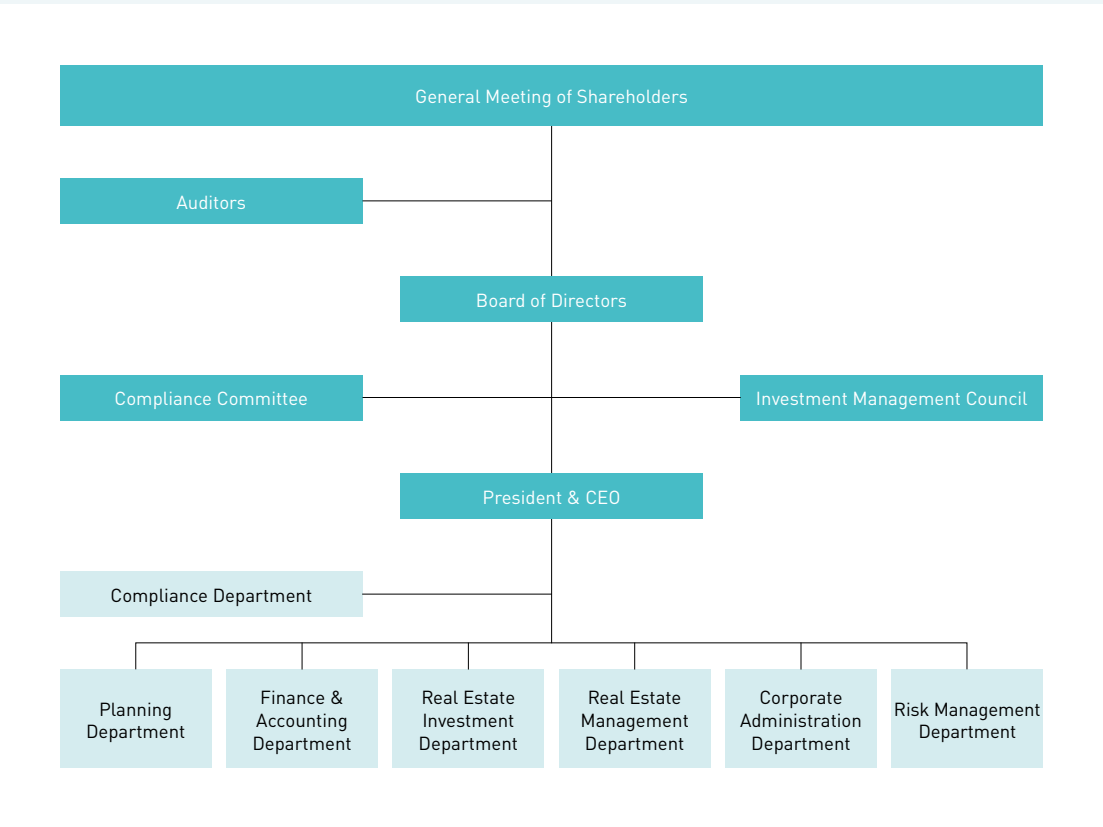 General Meeting of Shareholders
Auditors
Board of Directors
Compliance Committee
Investment Management Council
President & CEO
Compliance Department
Planning
Department
Finance &
Accounting
Department
Real Estate
Investment
Department
Real Estate
Management
Department
Corporate
Administration
Department
Risk Management
Department